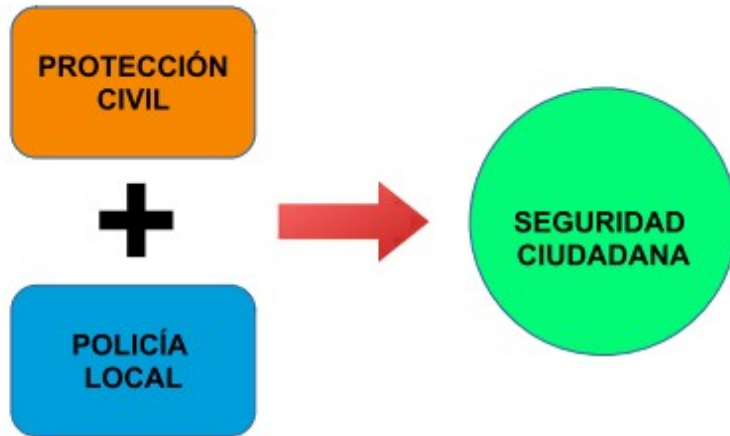 PROTECCIÓN
CIVIL
POLICÍA
LOCAL
SEGURIDAD
CIUDADANA